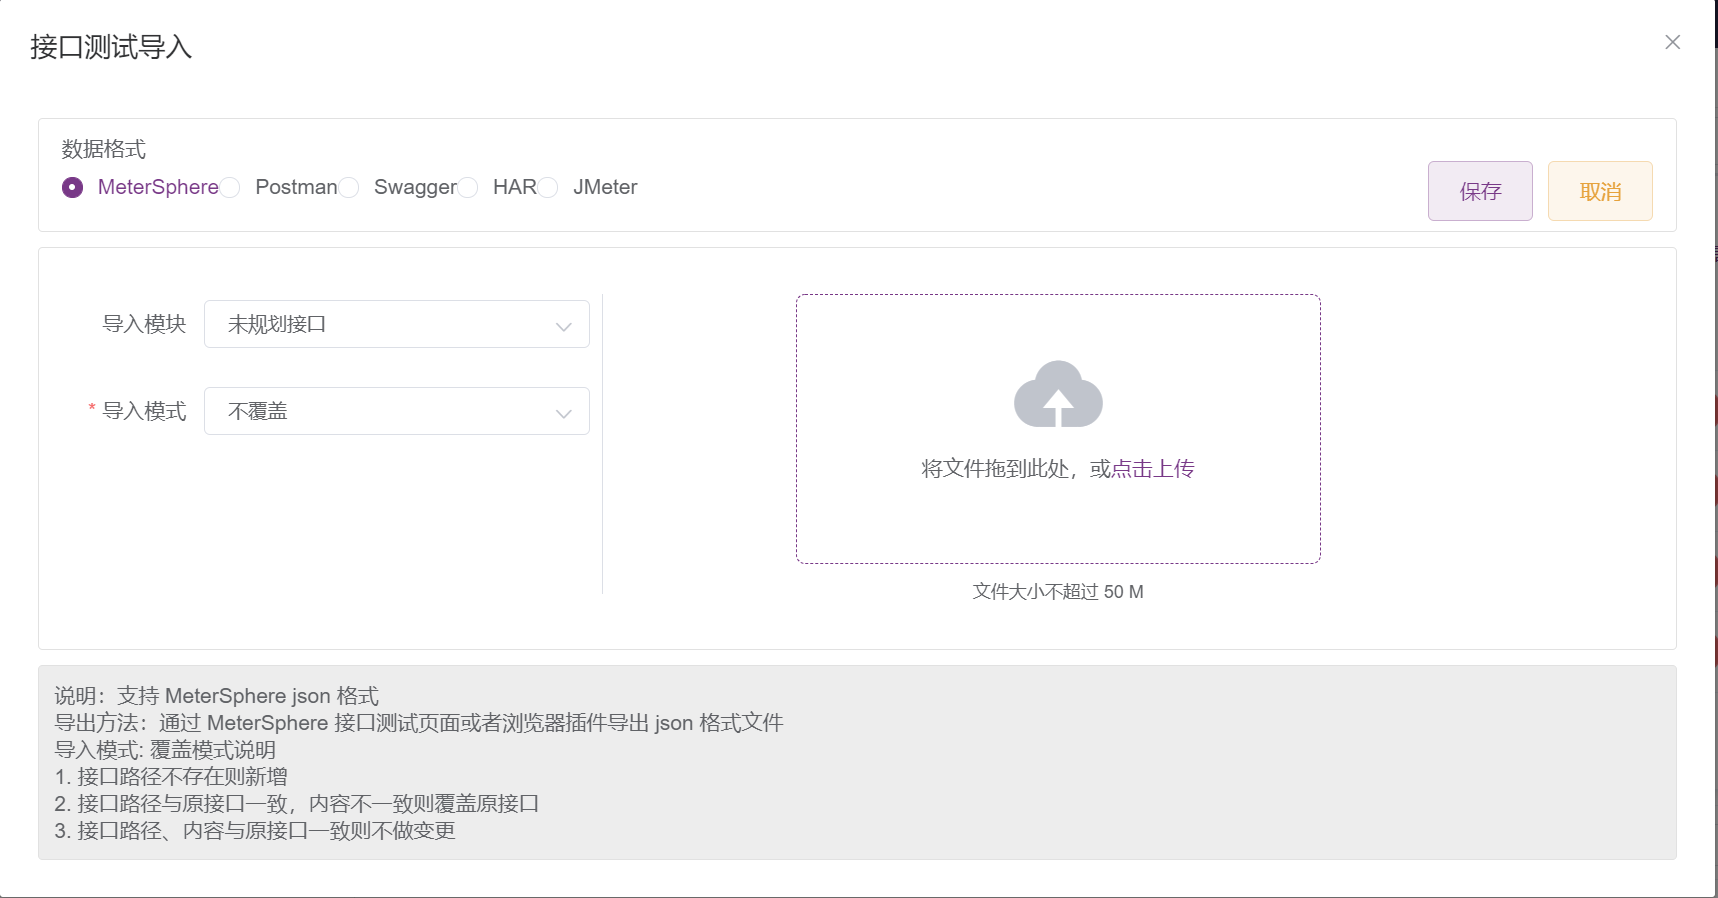 接口测试导入
数据格式
MeterSphere Postman Swagger HAR JMeter
保存 取消
导入模块 未规划接口
* 导入模式 不覆盖
将文件拖到此处，或点击上传
文件大小不超过 50 M
说明：支持 MeterSphere json 格式
导出方法：通过 MeterSphere 接口测试页面或者浏览器插件导出 json 格式文件
导入模式: 覆盖模式说明
1. 接口路径不存在则新增
2. 接口路径与原接口一致，内容不一致则覆盖原接口
3. 接口路径、内容与原接口一致则不做变更